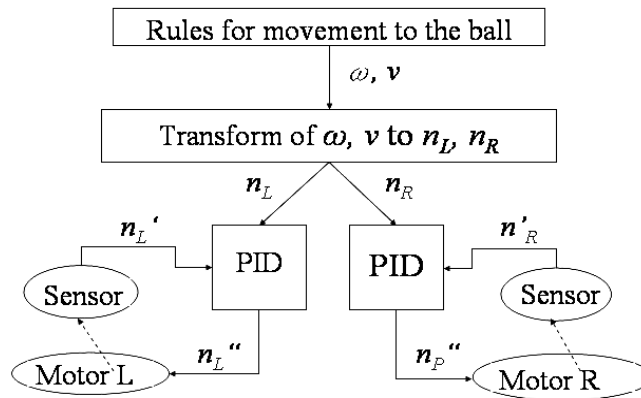 Rules for movement to the ball
ω, v
Transform of ω, v to n_L, n_R
n_L n_R
n_L‘ n’_R
PID PID
Sensor Sensor
n_L“ n_P“
Motor L Motor R